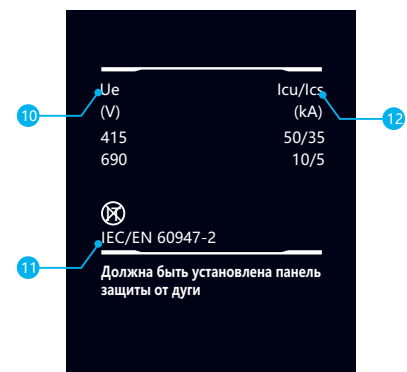 Ue Icu/Ics
10 (V) (kA) 12
415 50/35
690 10/5
IT
IEC/EN 60947-2
11
Должна быть установлена панель
защиты от дуги